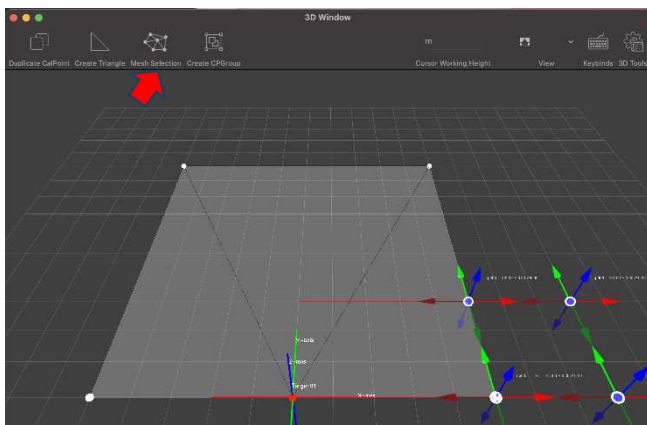 3D Window
m
Duplicate CalPoint Create Triangle Mesh Selection Create CPGroup Cursor Working Height View Keybinds 3D Tools
Y-axis
Z-axis
Target 01
X-axis